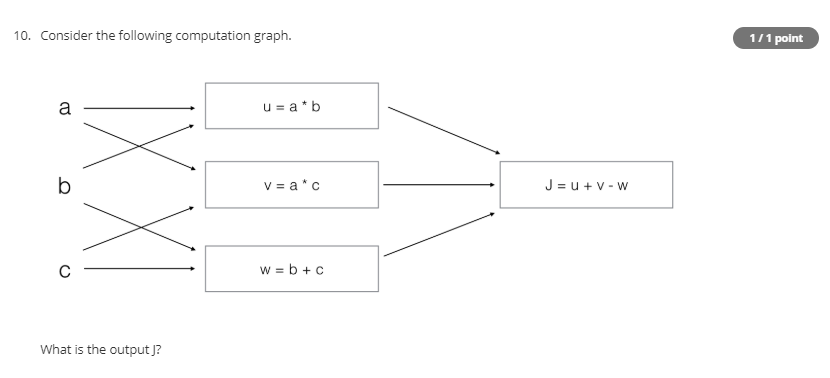 10. Consider the following computation graph.
1 / 1 point
a
u = a * b
b
v = a * c
J = u + v - w
c
w = b + c
What is the output J?